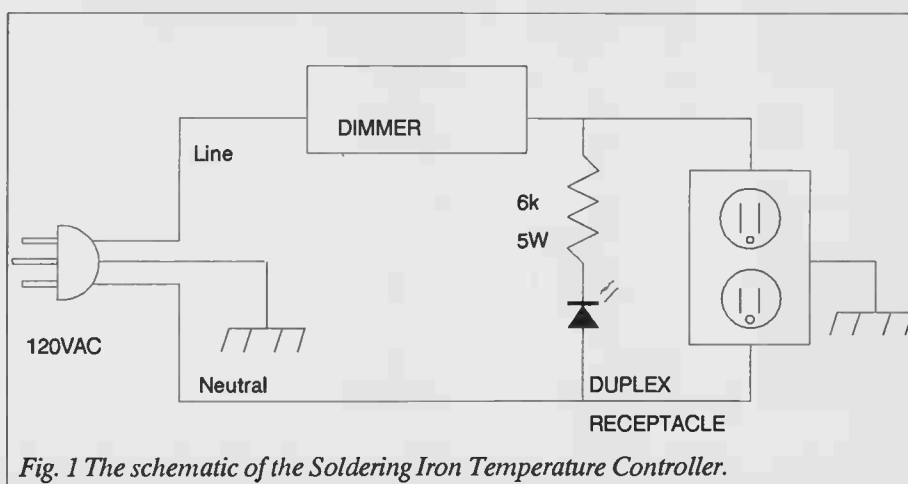 DIMMER
Line
6k
5W
120VAC
Neutral
DUPLEX
RECEPTACLE
Fig. 1 The schematic of the Soldering Iron Temperature Controller.